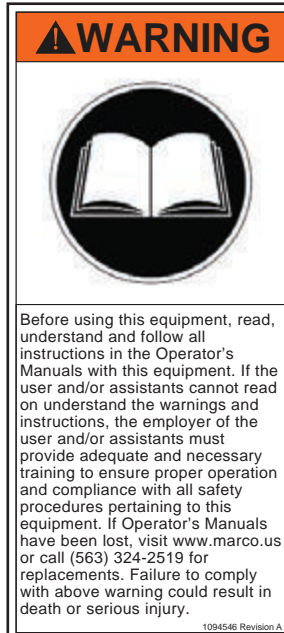 WARNING
Before using this equipment, read,
understand and follow all
instructions in the Operator's
Manuals with this equipment. If the
user and/or assistants cannot read
on understand the warnings and
instructions, the employer of the
user and/or assistants must
provide adequate and necessary
training to ensure proper operation
and compliance with all safety
procedures pertaining to this
equipment. If Operator's Manuals
have been lost, visit www.marco.us
or call (563) 324-2519 for
replacements. Failure to comply
with above warning could result in
death or serious injury.
1094546 Revision A